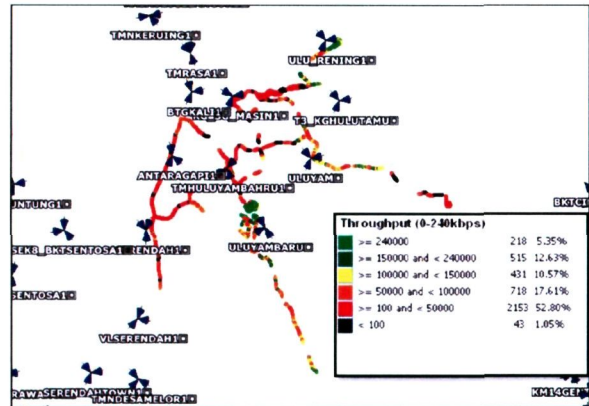 TMNKERUING1
ULU_RENING1
TMRASA1
BTGKALI1
MASIN1
T3_KGHULUTAMU
ANTARAGAPI1
ULUYAM
TMHULUYAMBAHRU1
UNTUNG1
BKTC
SEK8_BKTSENTOSA1
SERENDAH1
ULUYAMBARU
SENTOSA1
VLSERENDAH1
RAWA
SERENDAHTOWN1
TMNDESAMELOR1
KM14GEN
Throughput (0-240kbps)
>= 240000 218 5.35%
>= 150000 and < 240000 515 12.63%
>= 100000 and < 150000 431 10.57%
>= 50000 and < 100000 718 17.61%
>= 100 and < 50000 2153 52.80%
< 100 43 1.05%